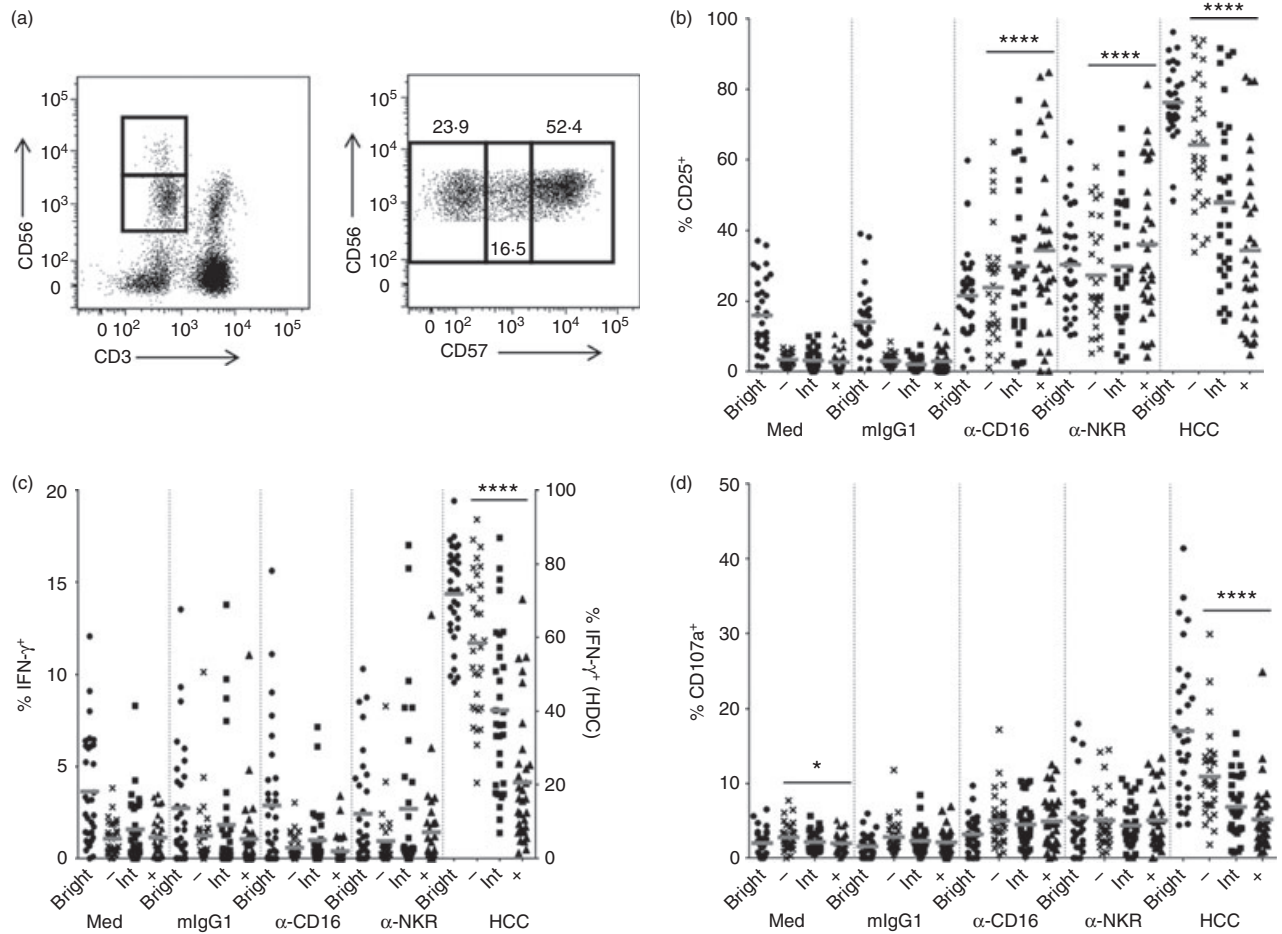 (a)
CD56
10⁵
10⁴
10³
10²
0
0 10² 10³ 10⁴ 10⁵
CD3
CD56
10⁵
10⁴
10³
10²
0
23·9
52·4
16·5
0 10² 10³ 10⁴ 10⁵
CD57
(b)
% CD25⁺
100
80
60
40
20
0
****
****
****
Bright − Int + Bright − Int + Bright − Int + Bright − Int + Bright − Int +
Med mIgG1 α-CD16 α-NKR HCC
(c)
% IFN-γ⁺
20
15
10
5
0
****
100
80
60
40
20
0
% IFN-γ⁺ (HDC)
Bright − Int + Bright − Int + Bright − Int + Bright − Int + Bright − Int +
Med mIgG1 α-CD16 α-NKR HCC
(d)
% CD107a⁺
50
40
30
20
10
0
*
****
Bright − Int + Bright − Int + Bright − Int + Bright − Int + Bright − Int +
Med mIgG1 α-CD16 α-NKR HCC